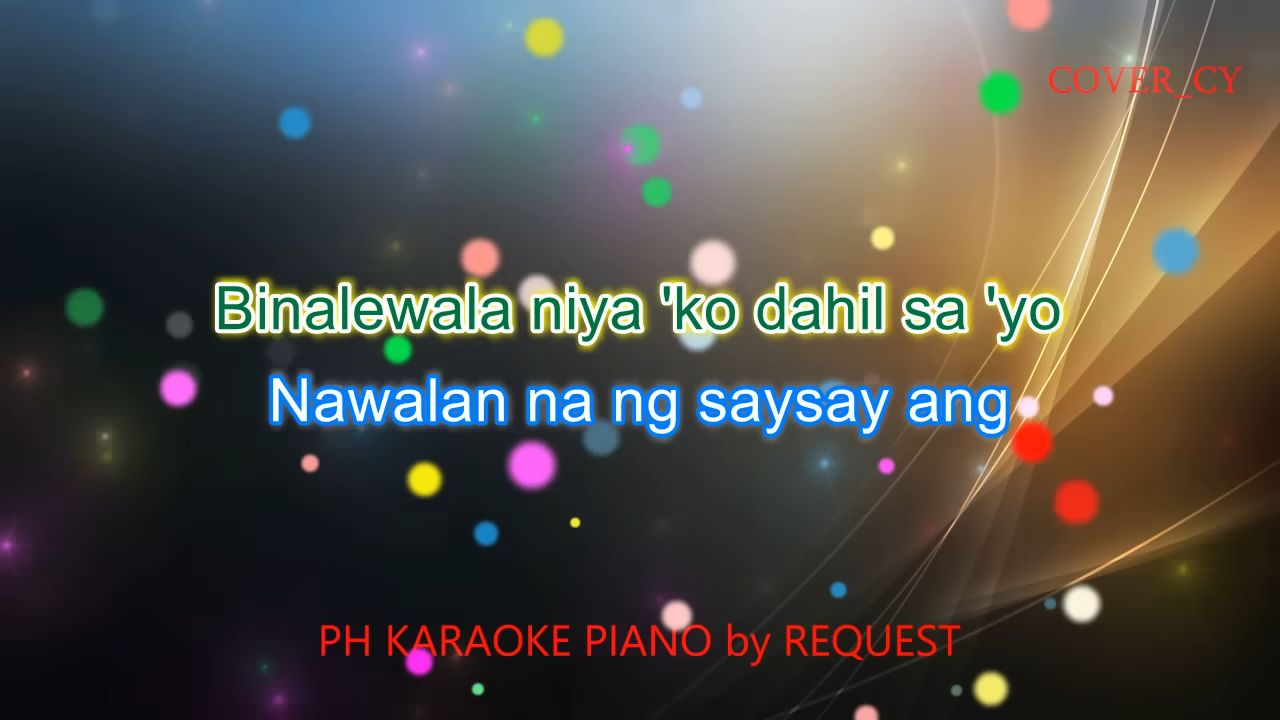 COVER_CY
Binalewala niya 'ko dahil sa 'yo
Nawalan na ng saysay ang
PH KARAOKE PIANO by REQUEST